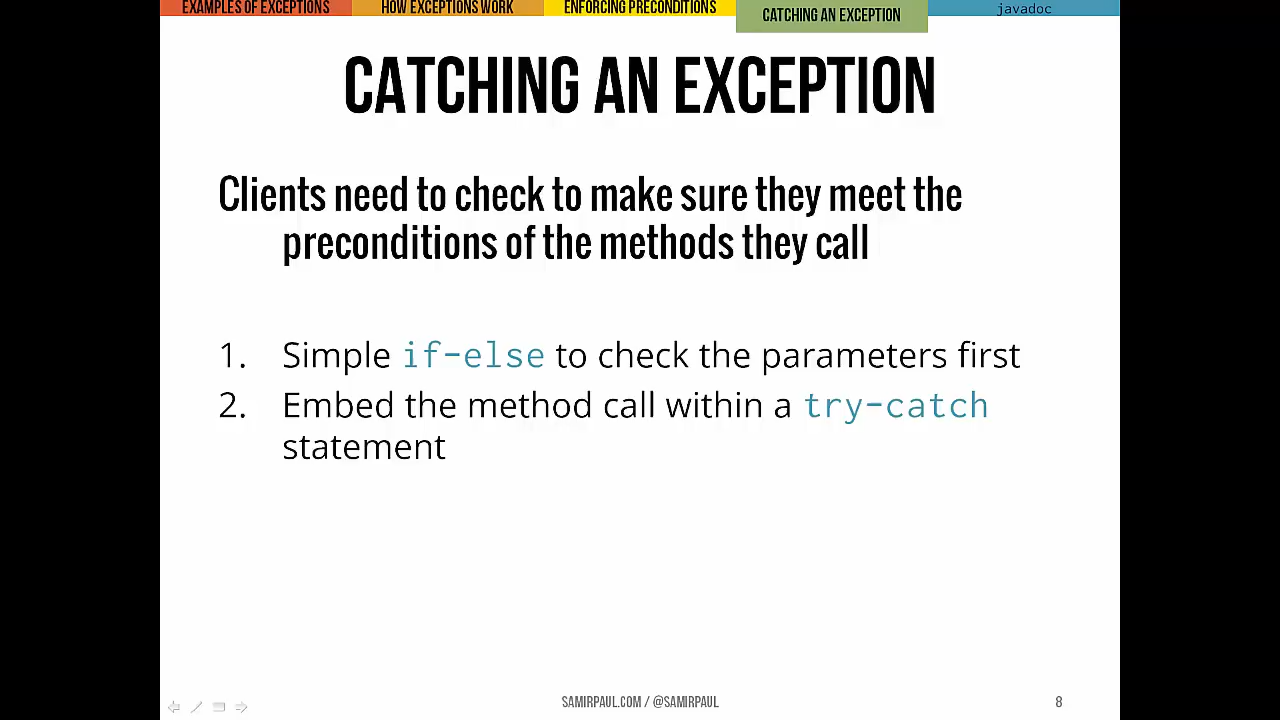 EXAMPLES OF EXCEPTIONS HOW EXCEPTIONS WORK ENFORCING PRECONDITIONS CATCHING AN EXCEPTION javadoc
CATCHING AN EXCEPTION
Clients need to check to make sure they meet the
preconditions of the methods they call
1. Simple if-else to check the parameters first
2. Embed the method call within a try-catch
statement
SAMIRPAUL.COM / @SAMIRPAUL 8